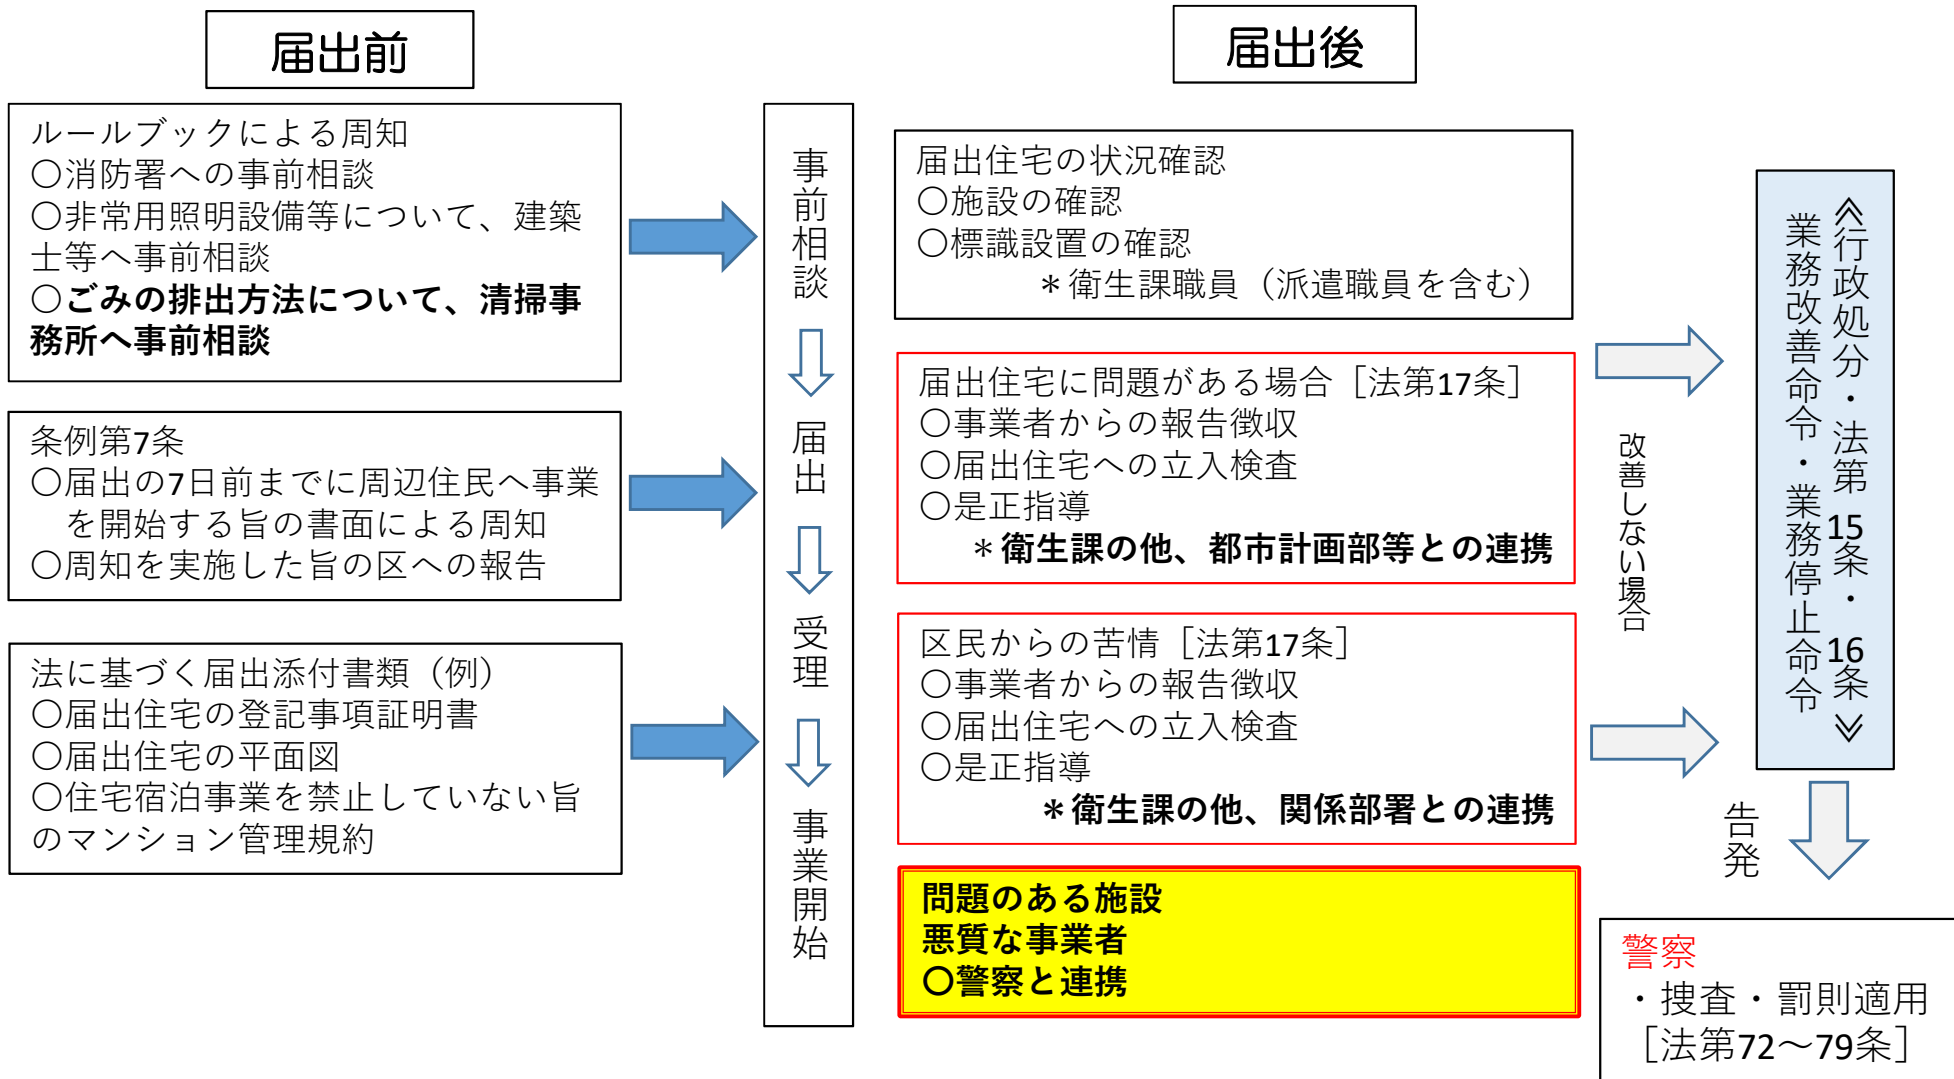 届出前
ルールブックによる周知
〇消防署への事前相談
〇非常用照明設備等について、建築
士等へ事前相談
〇ごみの排出方法について、清掃事
務所へ事前相談
条例第7条
〇届出の7日前までに周辺住民へ事業
を開始する旨の書面による周知
〇周知を実施した旨の区への報告
法に基づく届出添付書類（例）
〇届出住宅の登記事項証明書
〇届出住宅の平面図
〇住宅宿泊事業を禁止していない旨
のマンション管理規約
事前相談
届出
受理
事業開始
届出後
届出住宅の状況確認
〇施設の確認
〇標識設置の確認
＊衛生課職員（派遣職員を含む）
届出住宅に問題がある場合［法第17条］
〇事業者からの報告徴収
〇届出住宅への立入検査
〇是正指導
＊衛生課の他、都市計画部等との連携
区民からの苦情［法第17条］
〇事業者からの報告徴収
〇届出住宅への立入検査
〇是正指導
＊衛生課の他、関係部署との連携
問題のある施設
悪質な事業者
〇警察と連携
改善しない場合
≪行政処分・法第15条・16条≫
業務改善命令・業務停止命令
告発
警察
・捜査・罰則適用
［法第72～79条］